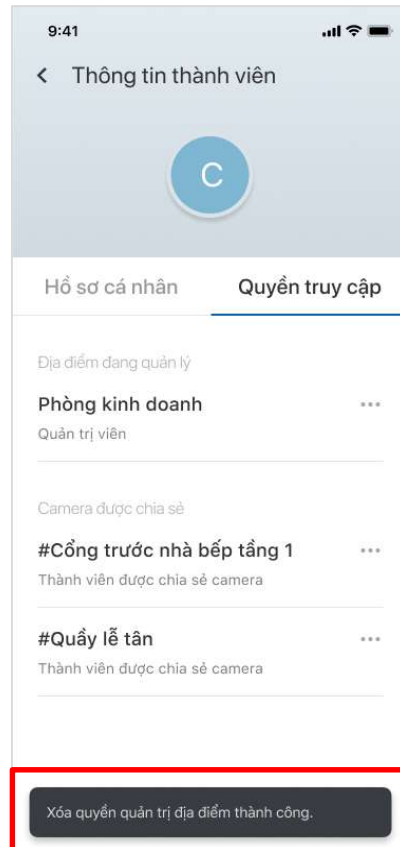 9:41
Thông tin thành viên
C
Hồ sơ cá nhân Quyền truy cập
Địa điểm đang quản lý
Phòng kinh doanh
Quản trị viên
Camera được chia sẻ
#Cổng trước nhà bếp tầng 1
Thành viên được chia sẻ camera
#Quầy lễ tân
Thành viên được chia sẻ camera
Xóa quyền quản trị địa điểm thành công.